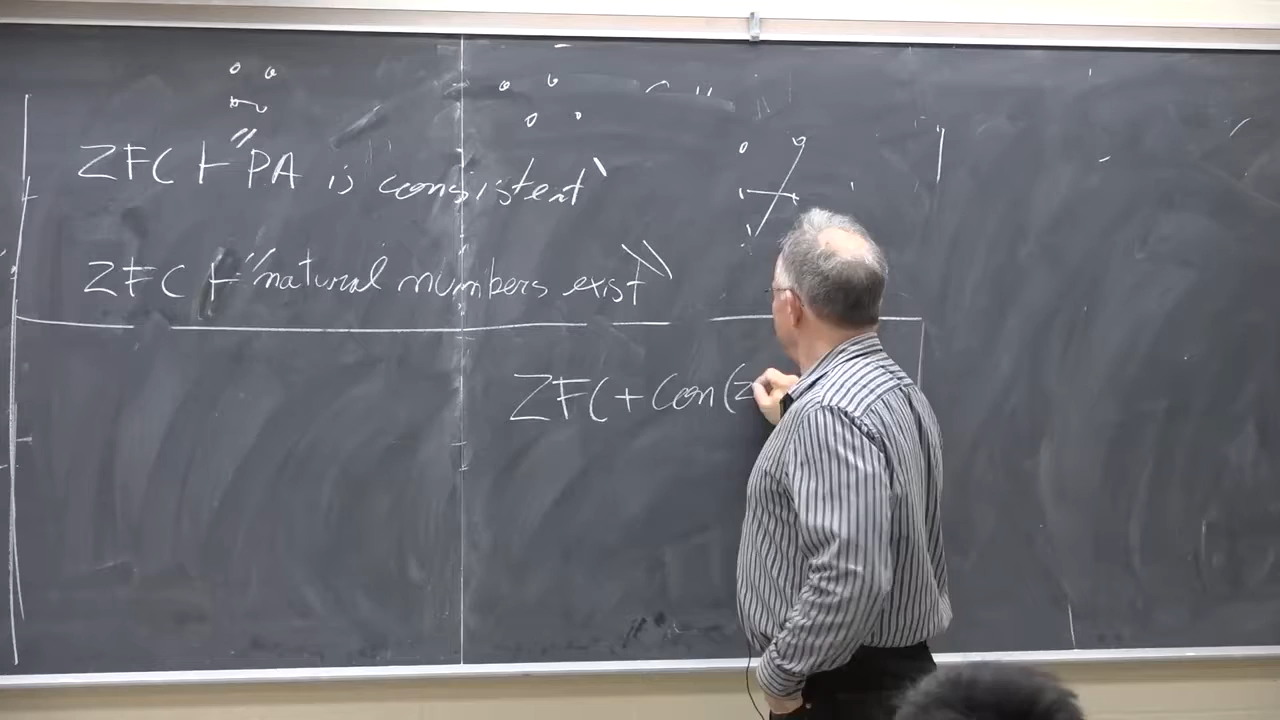 ZFC ⊢ "PA is consistent"
ZFC ⊢ "natural numbers exist"
ZFC + Con(Z